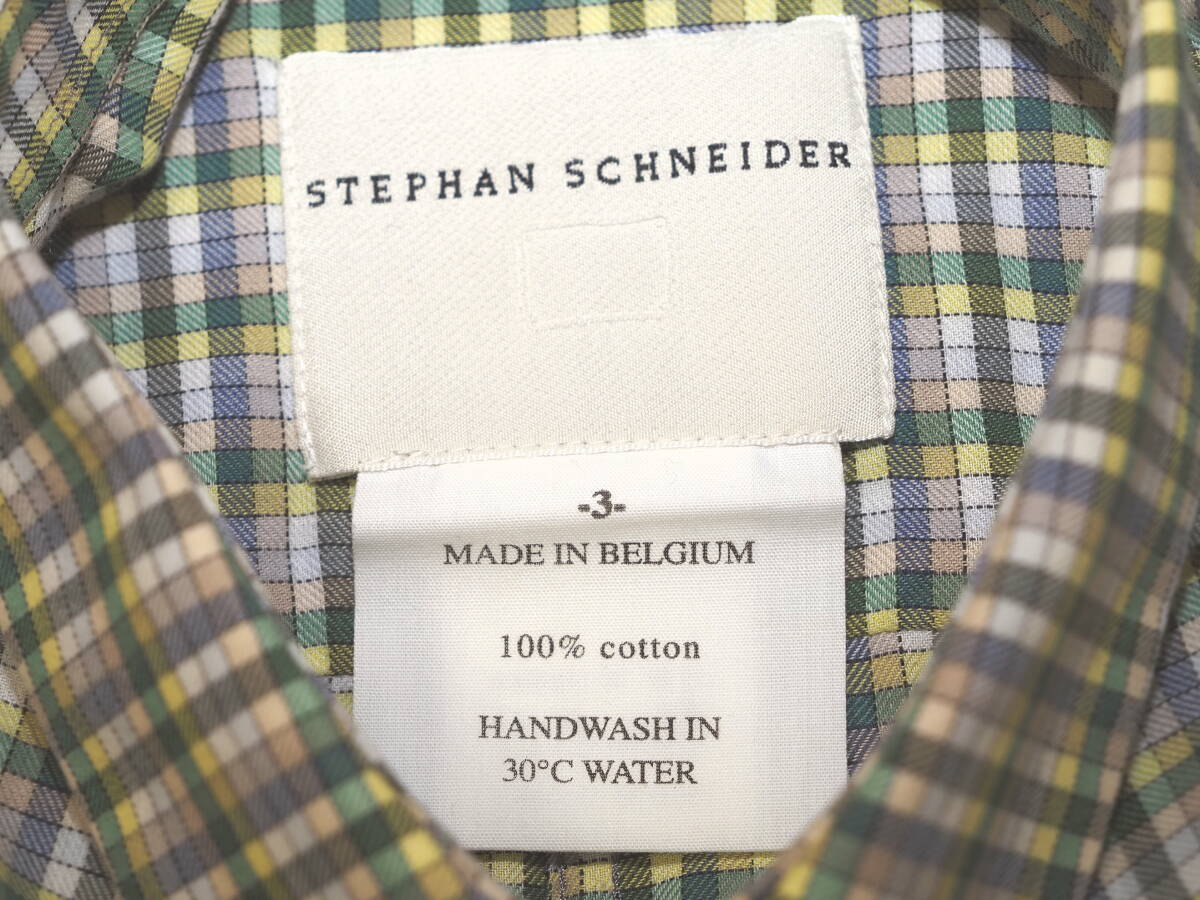 STEPHAN SCHNEIDER
-3-
MADE IN BELGIUM
100% cotton
HANDWASH IN
30°C WATER